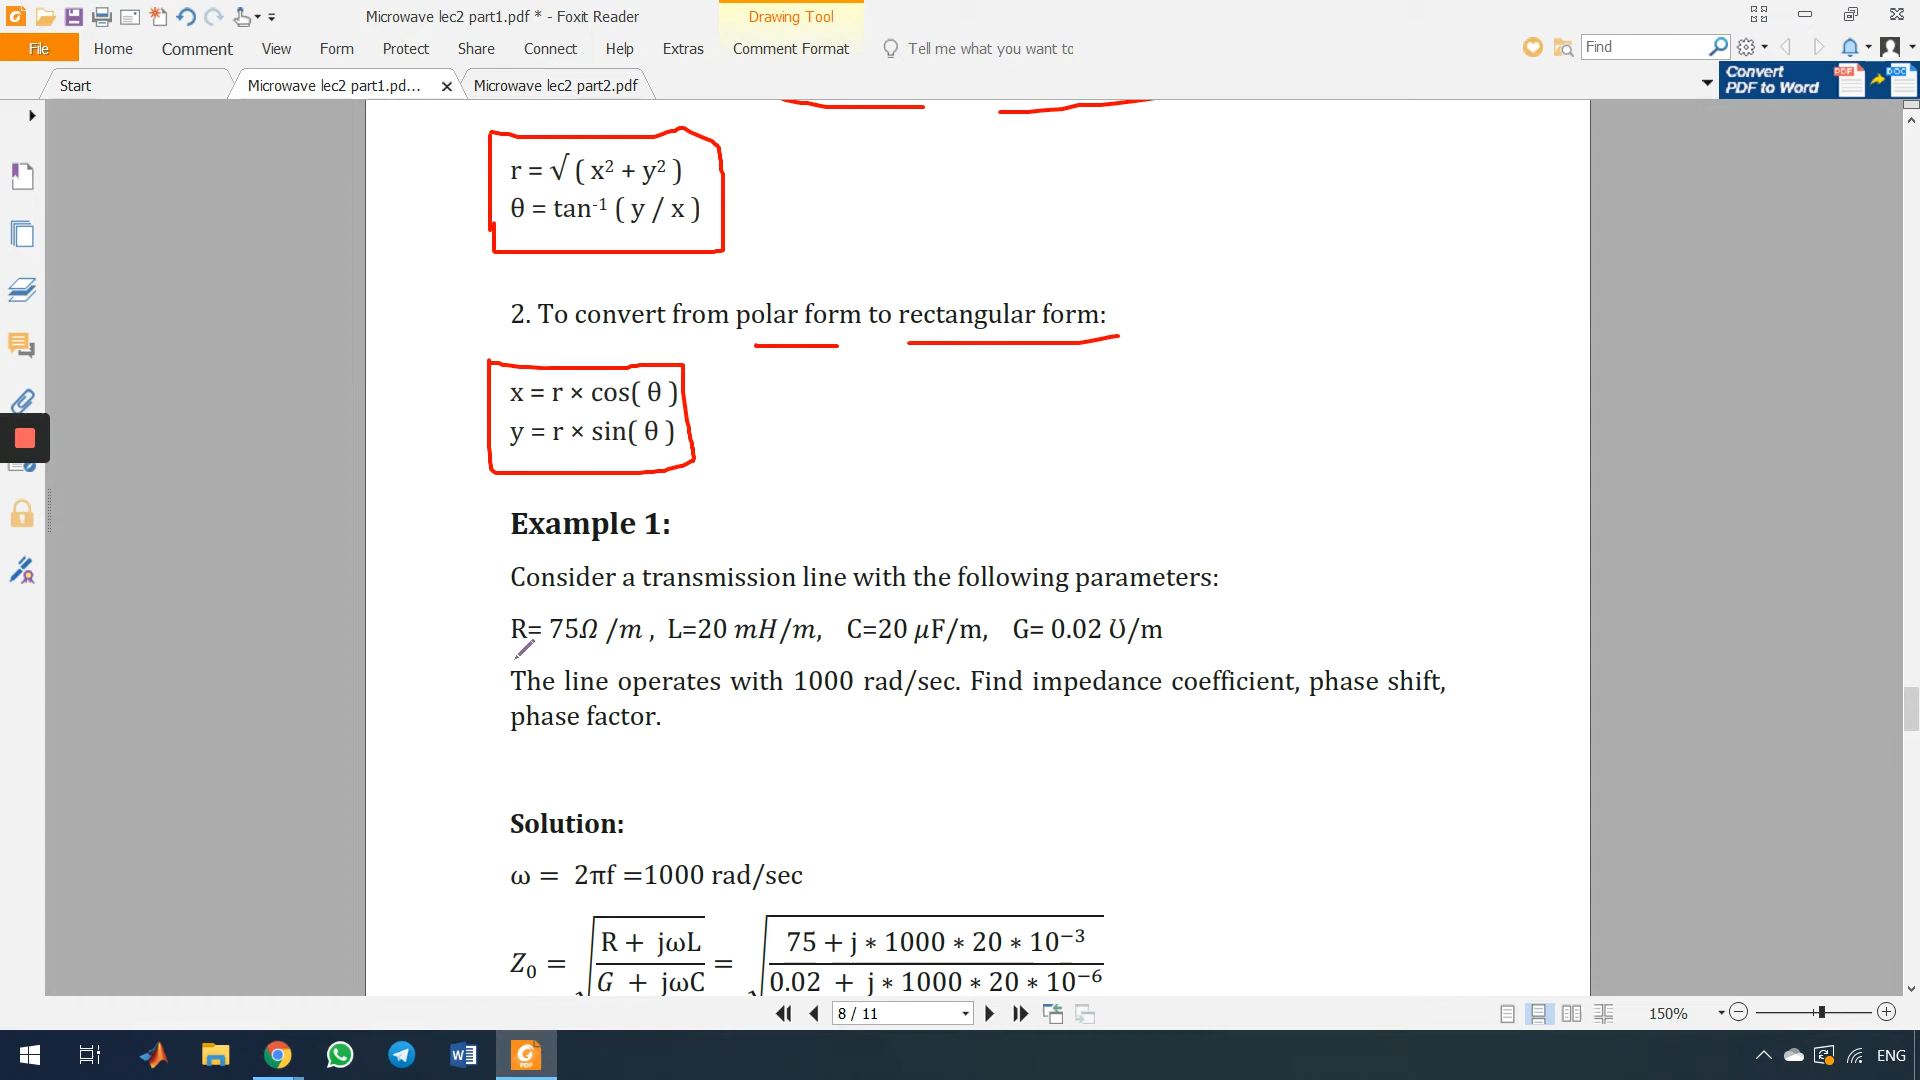 Microwave lec2 part1.pdf * - Foxit Reader
Drawing Tool
File
Home
Comment
View
Form
Protect
Share
Connect
Help
Extras
Comment Format
Tell me what you want to
Find
Start
Microwave lec2 part1.pd...
Microwave lec2 part2.pdf
Convert
PDF to Word
PDF
DOC
r = √ ( x² + y² )
θ = tan⁻¹ ( y / x )
2. To convert from polar form to rectangular form:
x = r × cos( θ )
y = r × sin( θ )
Example 1:
Consider a transmission line with the following parameters:
R= 75Ω /m , L=20 mH/m, C=20 μF/m, G= 0.02 ℧/m
The line operates with 1000 rad/sec. Find impedance coefficient, phase shift,
phase factor.
Solution:
ω = 2πf =1000 rad/sec
Z₀ = √((R + jωL)/(G + jωC)) = √((75 + j * 1000 * 20 * 10⁻³)/(0.02 + j * 1000 * 20 * 10⁻⁶))
8 / 11
150%
ENG